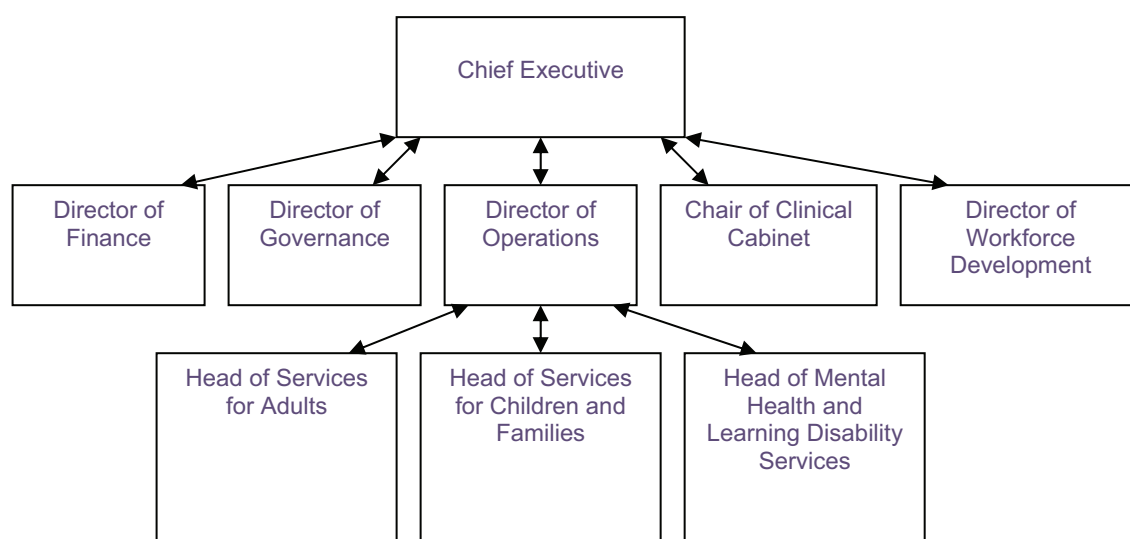 Chief Executive
Director of
Finance
Director of
Governance
Director of
Operations
Chair of Clinical
Cabinet
Director of
Workforce
Development
Head of Services
for Adults
Head of Services
for Children and
Families
Head of Mental
Health and
Learning Disability
Services